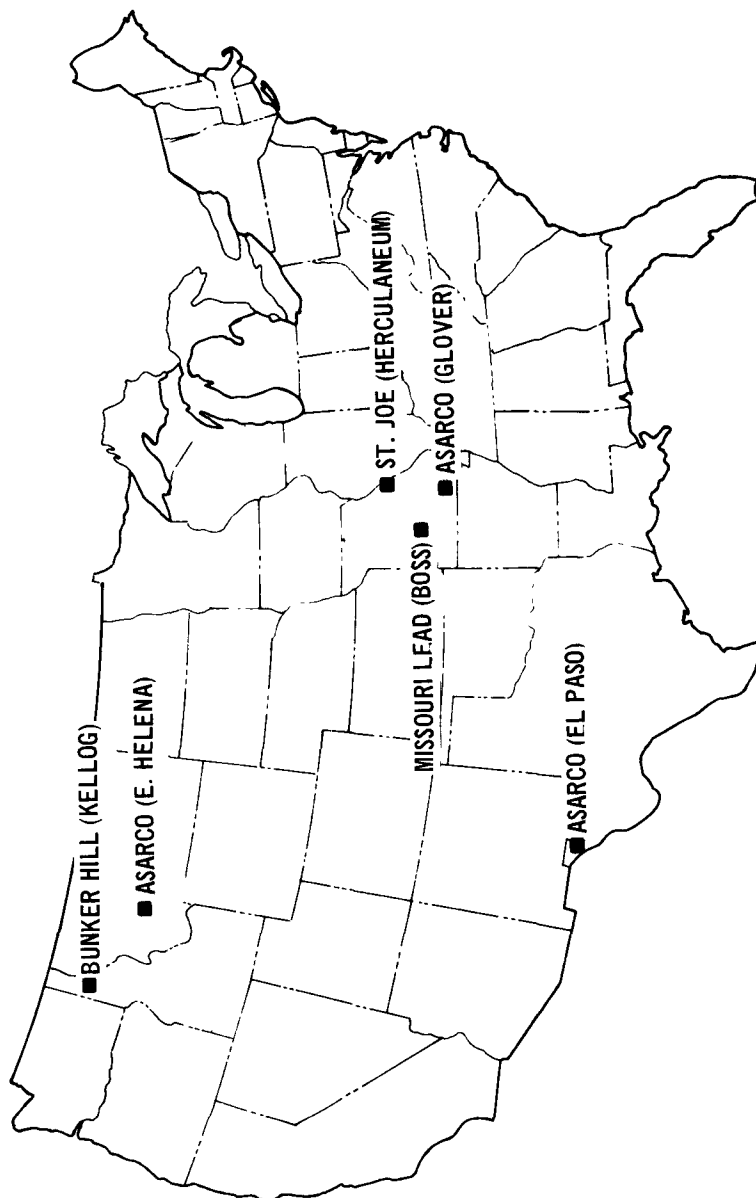 BUNKER HILL (KELLOG)
ASARCO (E. HELENA)
ST. JOE (HERCULANEUM)
MISSOURI LEAD (BOSS)
ASARCO (GLOVER)
ASARCO (EL PASO)